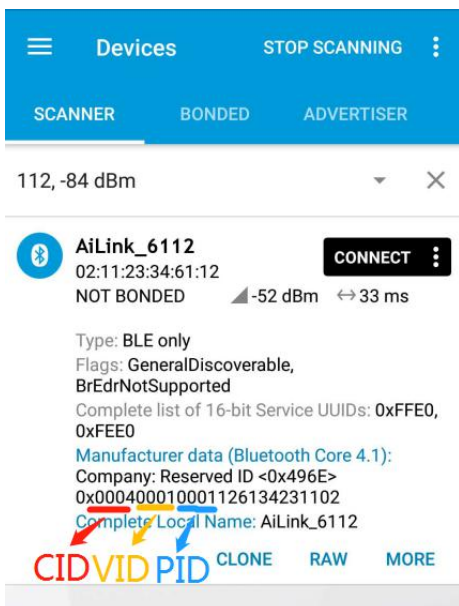 Devices STOP SCANNING
SCANNER BONDED ADVERTISER
112, -84 dBm
AiLink_6112
CONNECT
02:11:23:34:61:12
NOT BONDED -52 dBm 33 ms
Type: BLE only
Flags: GeneralDiscoverable,
BrEdrNotSupported
Complete list of 16-bit Service UUIDs: 0xFFE0,
0xFEE0
Manufacturer data (Bluetooth Core 4.1):
Company: Reserved ID <0x496E>
0x0004000100011​26134231102
Complete Local Name: AiLink_6112
CID VID PID CLONE RAW MORE